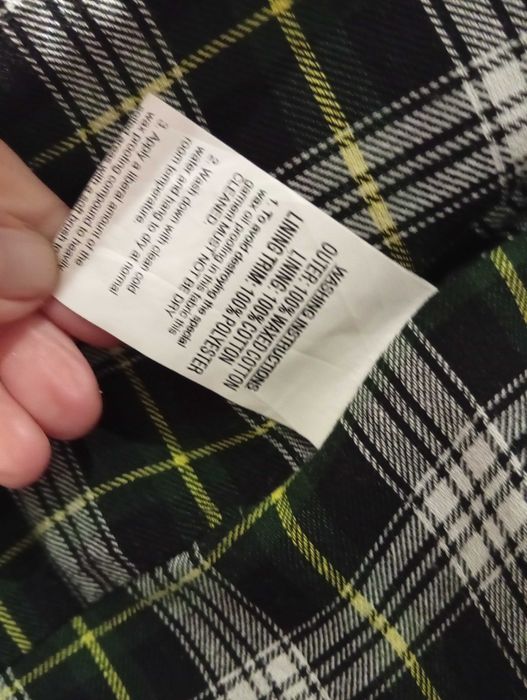 WASHING INSTRUCTIONS
OUTER: 100% WAXED COTTON
LINING: 100% COTTON
LINING TRIM: 100% POLYESTER
1. To avoid destroying the special
wax oil proofing in this fabric this
garment MUST NOT BE DRY
CLEANED.
2. Wash down with clean cold
water and hang to dry at normal
room temperature
3. Apply a liberal amount of the
wax proofing compound to heavily